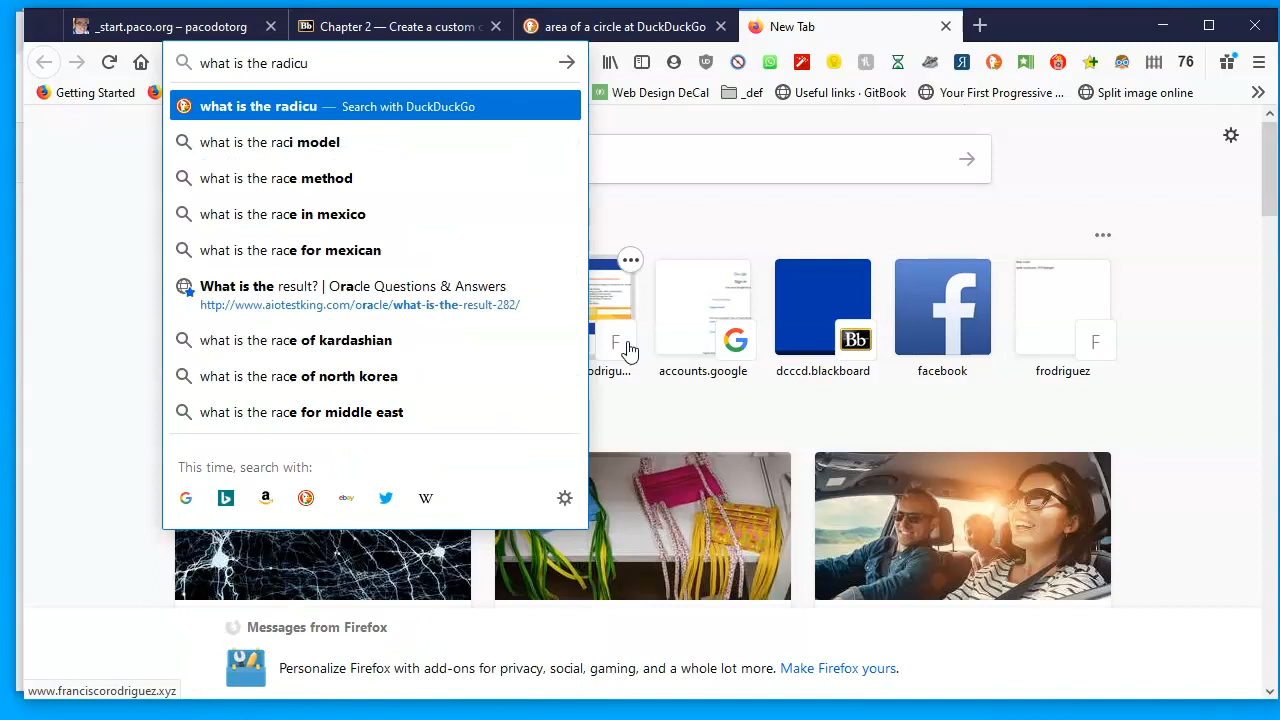 _start.paco.org – pacodotorg
Bb Chapter 2 — Create a custom c
area of a circle at DuckDuckGo
New Tab
what is the radicu
76
Getting Started
Web Design DeCal
_def
Useful links · GitBook
Your First Progressive ...
Split image online
what is the radicu — Search with DuckDuckGo
what is the raci model
what is the race method
what is the race in mexico
what is the race for mexican
What is the result? | Oracle Questions & Answers
http://www.aiotestking.com/oracle/what-is-the-result-282/
what is the race of kardashian
what is the race of north korea
what is the race for middle east
This time, search with:
G b a ebay W
F
odrigu...
G
accounts.google
Bb
dcccd.blackboard
f
facebook
F
frodriguez
Messages from Firefox
Personalize Firefox with add-ons for privacy, social, gaming, and a whole lot more. Make Firefox yours.
www.franciscorodriguez.xyz